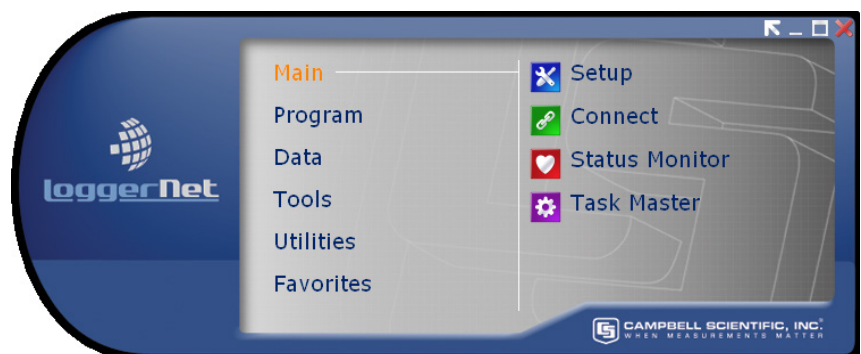 Main
Program
Data
Tools
Utilities
Favorites
Setup
Connect
Status Monitor
Task Master
LoggerNet
CAMPBELL SCIENTIFIC, INC.
WHEN MEASUREMENTS MATTER